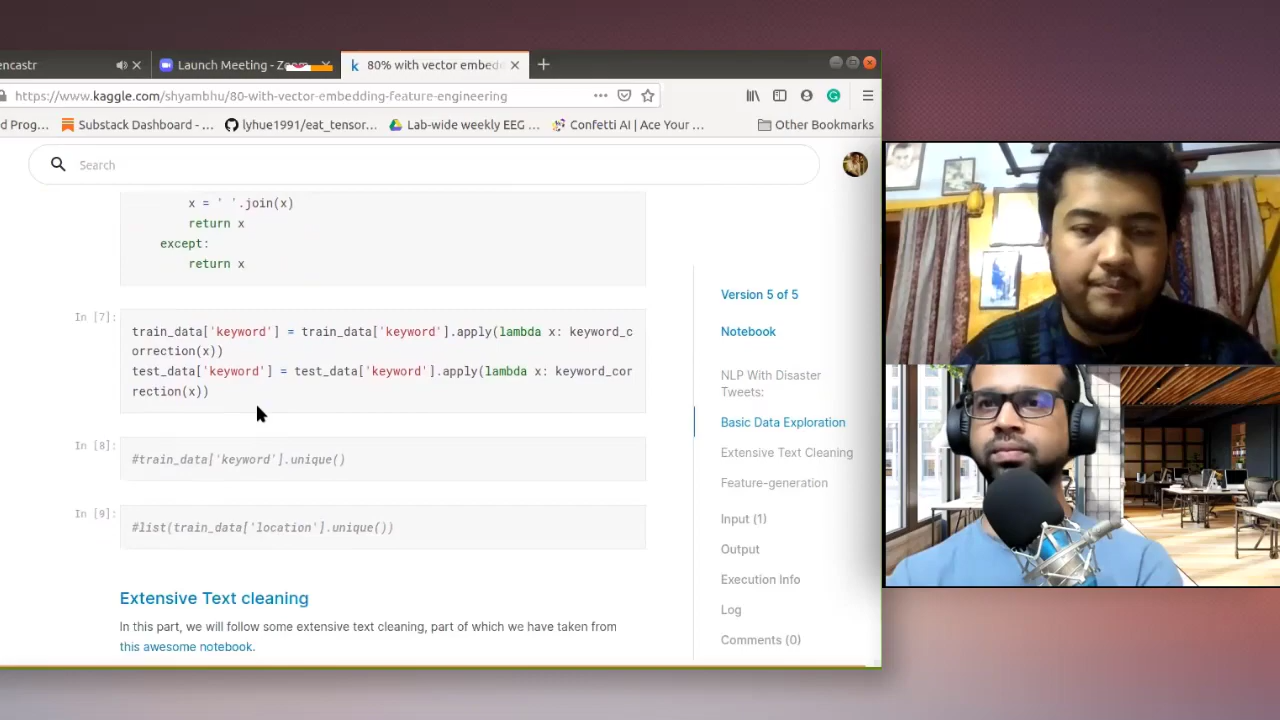 encastr
Launch Meeting - Zoom
80% with vector embed
https://www.kaggle.com/siyambhu/80-with-vector-embedding-feature-engineering
d Prog...
Substack Dashboard - ...
lyhue1991/eat_tensor...
Lab-wide weekly EEG ...
Confetti AI | Ace Your ...
Other Bookmarks
Search
x = ' '.join(x)
return x
except:
return x
In [7]:
train_data['keyword'] = train_data['keyword'].apply(lambda x: keyword_c
orrection(x))
test_data['keyword'] = test_data['keyword'].apply(lambda x: keyword_cor
rection(x))
In [8]:
#train_data['keyword'].unique()
In [9]:
#list(train_data['location'].unique())
Extensive Text cleaning
In this part, we will follow some extensive text cleaning, part of which we have taken from
this awesome notebook.
Version 5 of 5
Notebook
NLP With Disaster
Tweets:
Basic Data Exploration
Extensive Text Cleaning
Feature-generation
Input (1)
Output
Execution Info
Log
Comments (0)